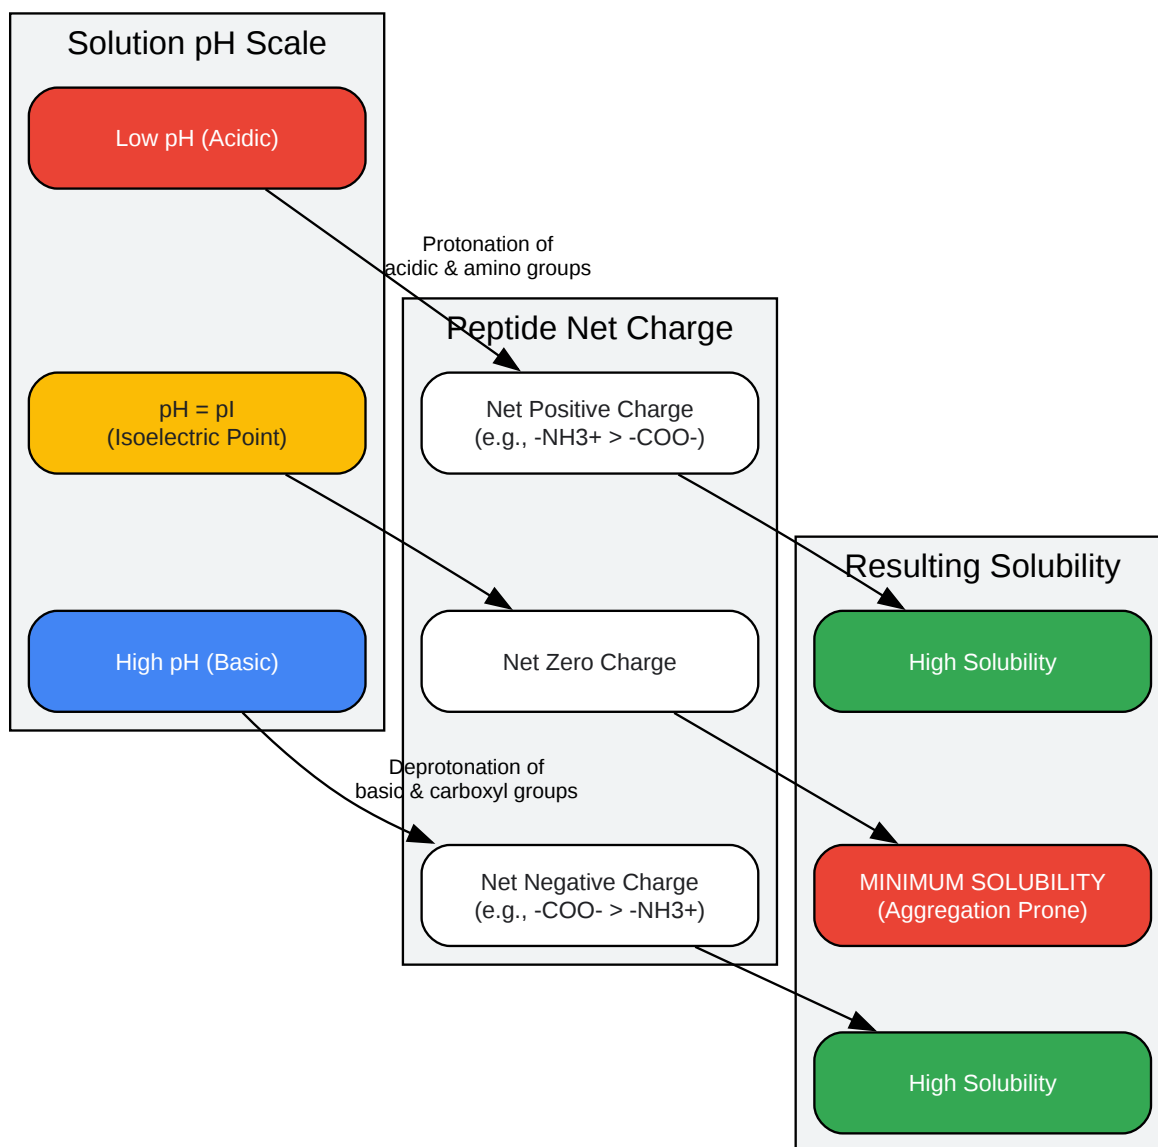 Solution pH Scale
Low pH (Acidic)
Protonation of
acidic & amino groups
Peptide Net Charge
pH = pI
(Isoelectric Point)
Net Positive Charge
(e.g., -NH3+ > -COO-)
Resulting Solubility
High pH (Basic)
Net Zero Charge
High Solubility
Deprotonation of
basic & carboxyl groups
Net Negative Charge
(e.g., -COO- > -NH3+)
MINIMUM SOLUBILITY
(Aggregation Prone)
High Solubility